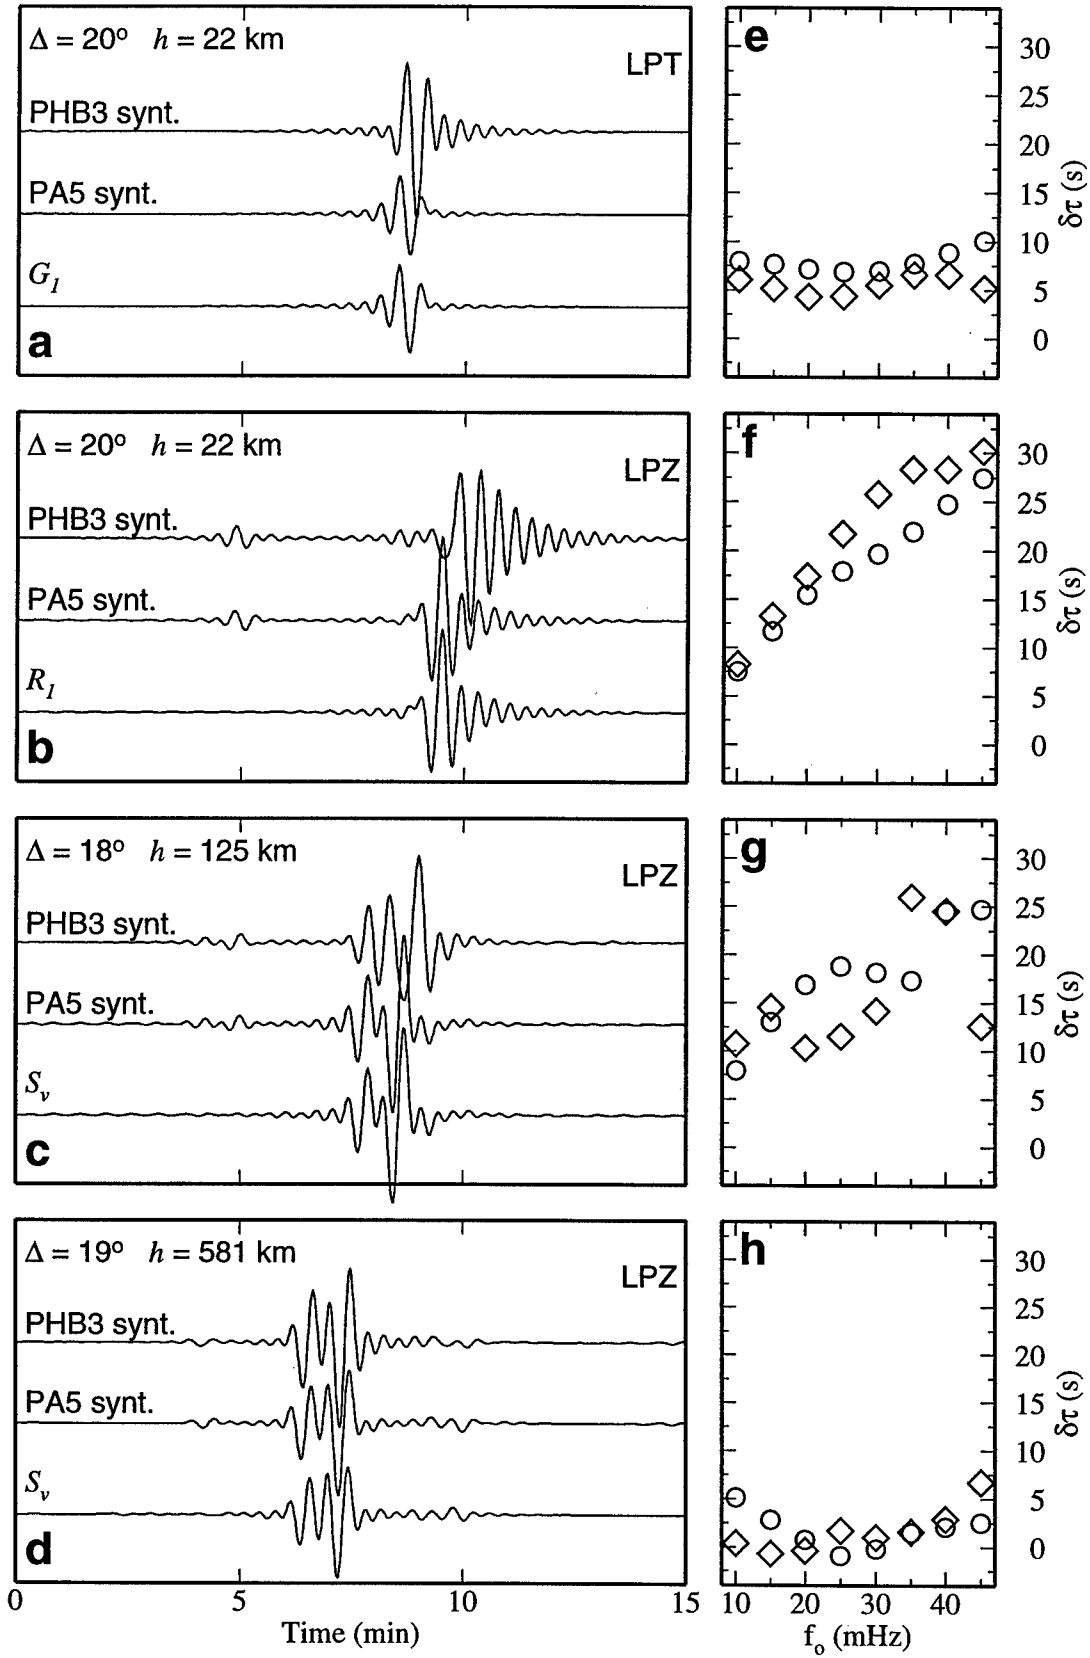 Δ = 20° h = 22 km
LPT
PHB3 synt.
PA5 synt.
G1
a
e
30
25
20
15
10
5
0
δτ (s)
Δ = 20° h = 22 km
LPZ
PHB3 synt.
PA5 synt.
R1
b
f
30
25
20
15
10
5
0
δτ (s)
Δ = 18° h = 125 km
LPZ
PHB3 synt.
PA5 synt.
Sv
c
g
30
25
20
15
10
5
0
δτ (s)
Δ = 19° h = 581 km
LPZ
PHB3 synt.
PA5 synt.
Sv
d
h
30
25
20
15
10
5
0
δτ (s)
0 5 10 15
Time (min)
10 20 30 40
fo (mHz)